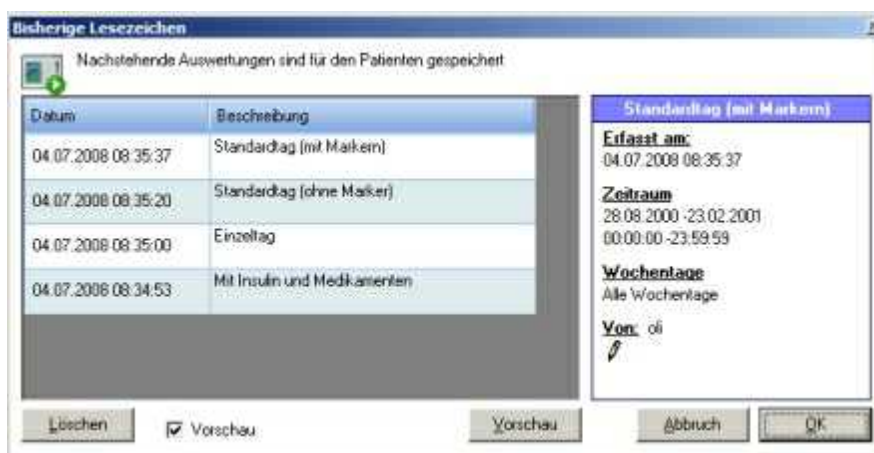 Bisherige Lesezeichen
Nachstehende Auswertungen sind für den Patienten gespeichert
Datum Beschreibung
04.07.2008 08:35:37 Standardtag (mit Markern)
04.07.2008 08:35:20 Standardtag (ohne Marker)
04.07.2008 08:35:00 Einzeltag
04.07.2008 08:34:53 Mit Insulin und Medikamenten
Standardtag (mit Markern)
Erfasst am:
04.07.2008 08:35:37
Zeitraum
28.08.2000 -23.02.2001
00:00:00 -23:59:59
Wochentage
Alle Wochentage
Von: oli
Löschen Vorschau Vorschau Abbruch OK